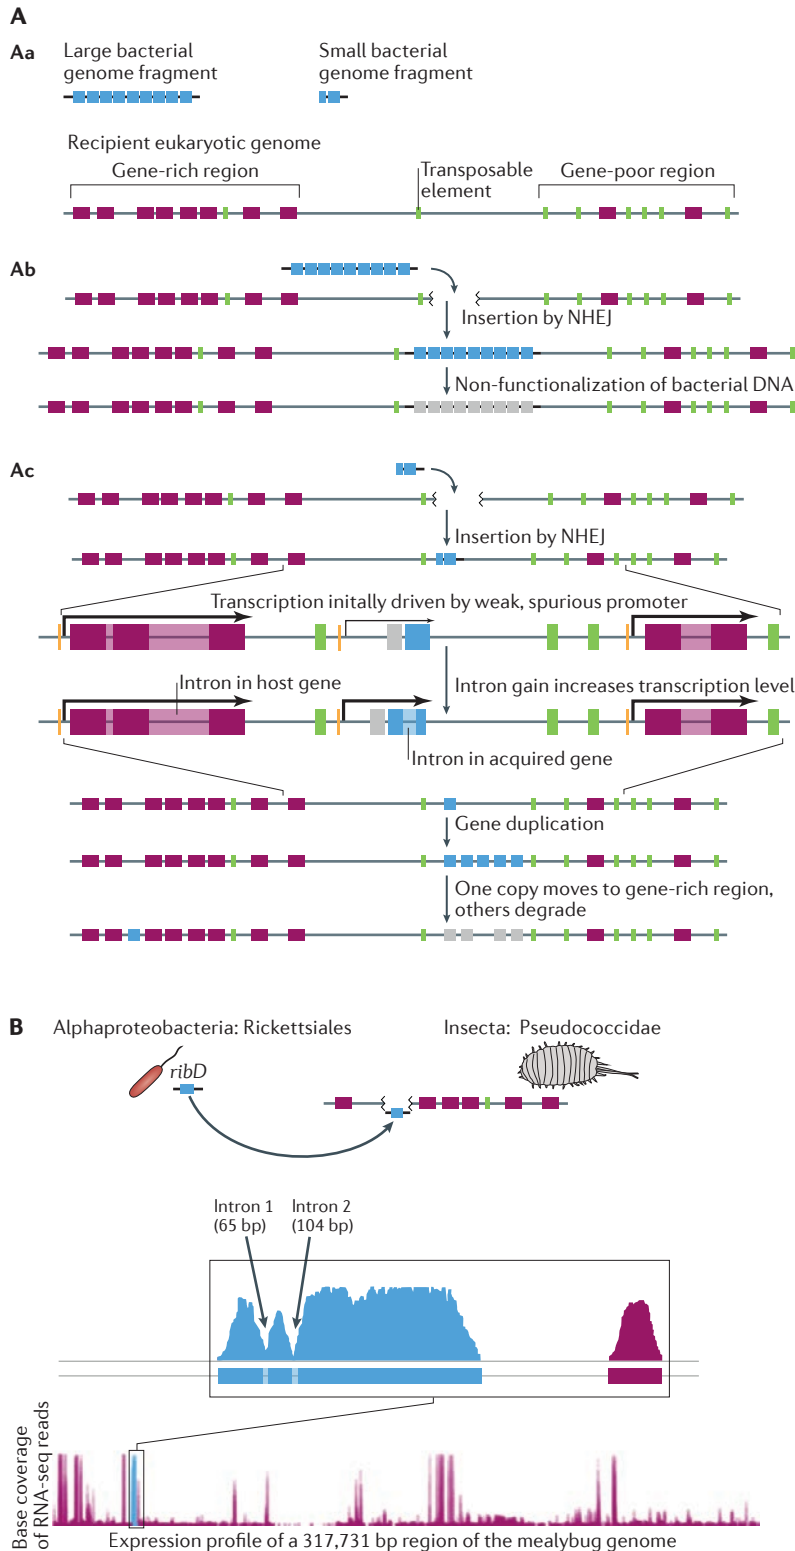 A
Aa
Large bacterial
genome fragment
Small bacterial
genome fragment
Recipient eukaryotic genome
Gene-rich region
Transposable
element
Gene-poor region
Ab
Insertion by NHEJ
Non-functionalization of bacterial DNA
Ac
Insertion by NHEJ
Transcription initally driven by weak, spurious promoter
Intron in host gene
Intron gain increases transcription level
Intron in acquired gene
Gene duplication
One copy moves to gene-rich region,
others degrade
B
Alphaproteobacteria: Rickettsiales
Insecta: Pseudococcidae
ribD
Intron 1
(65 bp)
Intron 2
(104 bp)
Base coverage
of RNA-seq reads
Expression profile of a 317,731 bp region of the mealybug genome